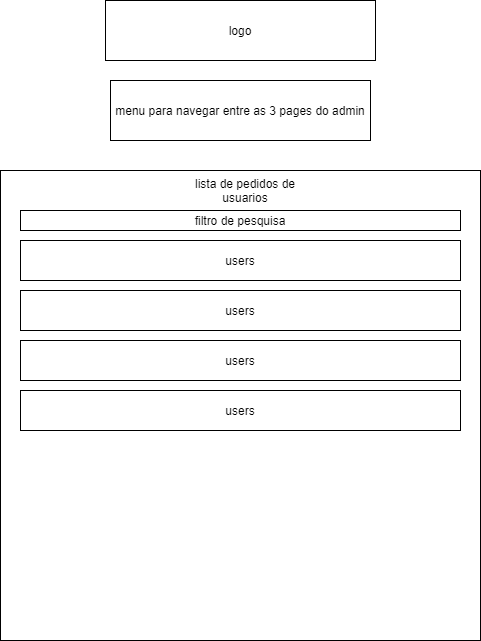 logo
menu para navegar entre as 3 pages do admin
lista de pedidos de
usuarios
filtro de pesquisa
users
users
users
users